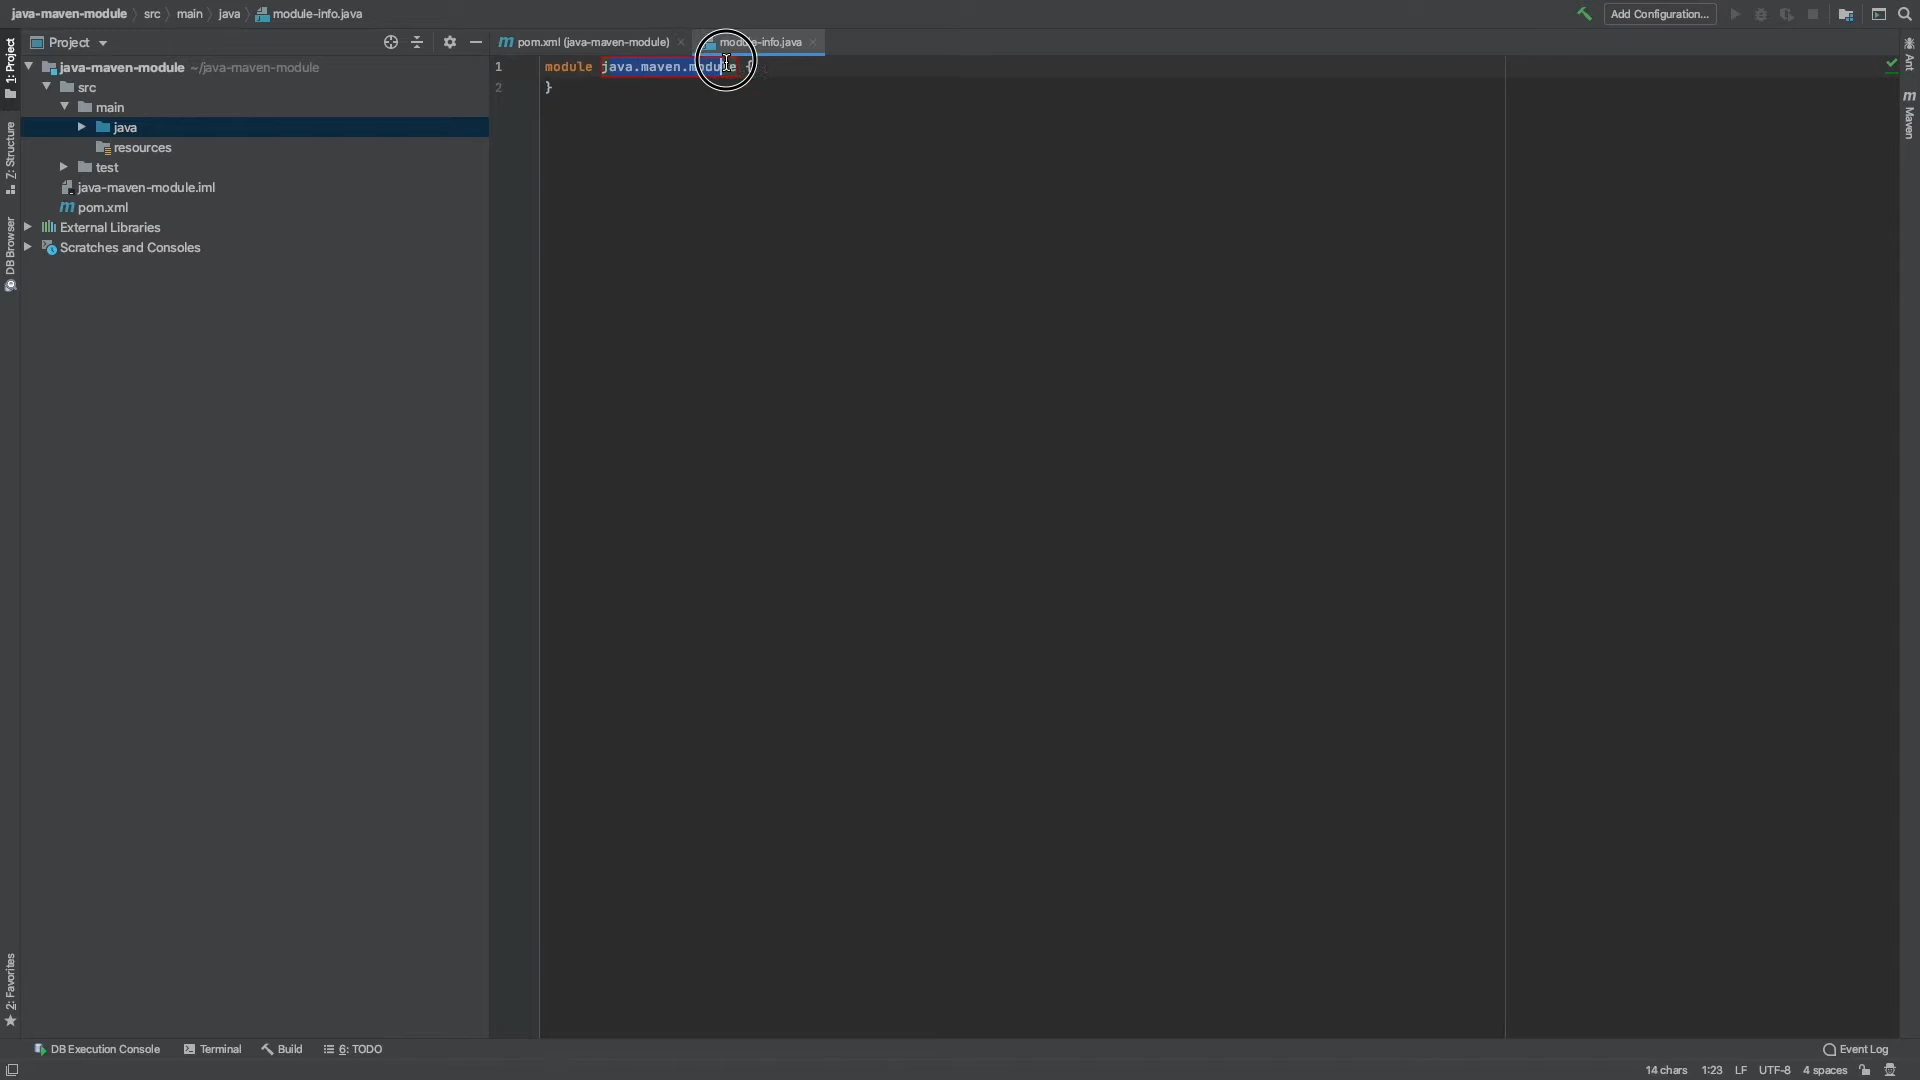 java-maven-module src main java module-info.java
Add Configuration...
Project
pom.xml (java-maven-module)
module-info.java
1: Project
Z: Structure
DB Browser
2: Favorites
java-maven-module ~/java-maven-module
src
main
java
resources
test
java-maven-module.iml
m pom.xml
External Libraries
Scratches and Consoles
1 module java.maven.module {
2 }
Ant
m Maven
DB Execution Console Terminal Build 6: TODO
Event Log
14 chars 1:23 LF UTF-8 4 spaces